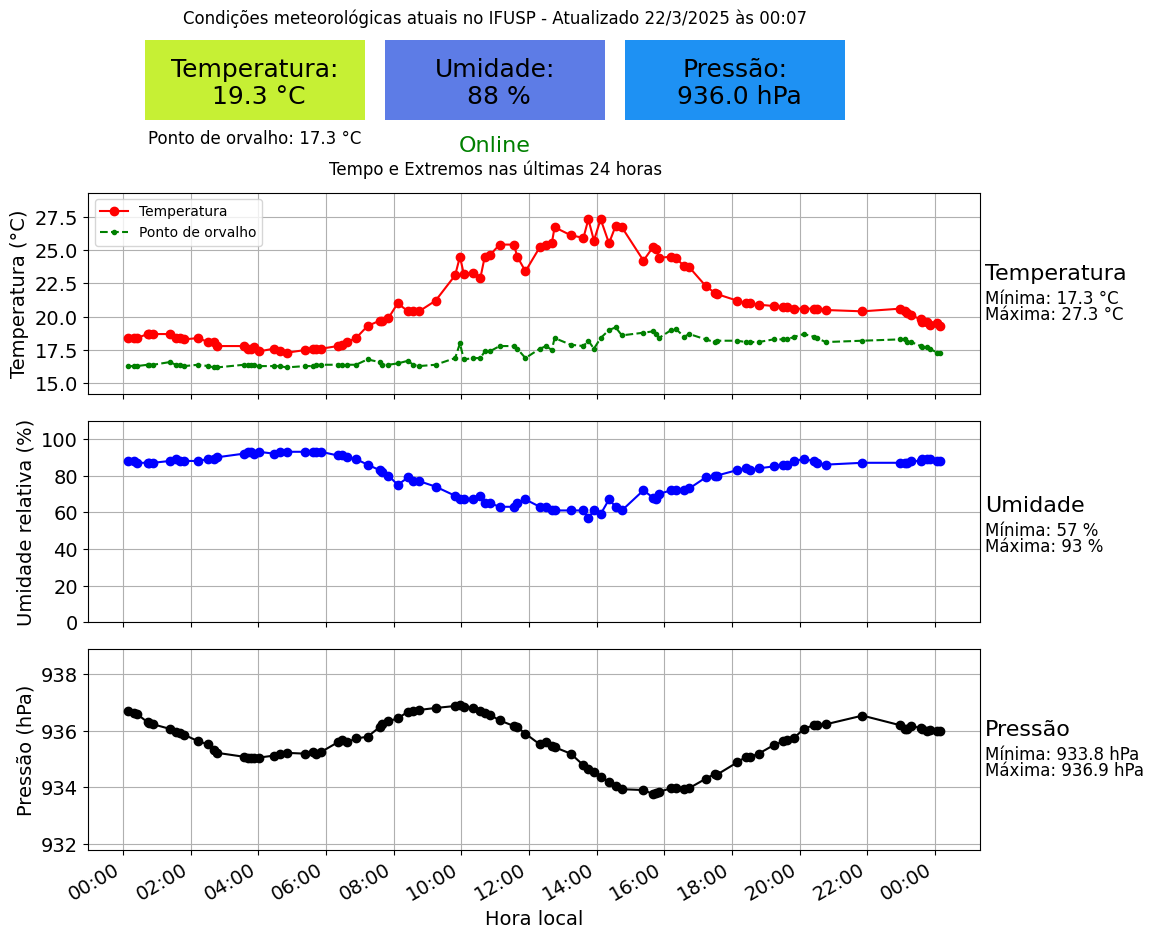 Condições meteorológicas atuais no IFUSP - Atualizado 22/3/2025 às 00:07
Temperatura:
19.3 °C
Umidade:
88 %
Pressão:
936.0 hPa
Ponto de orvalho: 17.3 °C
Online
Tempo e Extremos nas últimas 24 horas
Temperatura (°C)
27.5
25.0
22.5
20.0
17.5
15.0
Temperatura
Ponto de orvalho
Temperatura
Mínima: 17.3 °C
Máxima: 27.3 °C
Umidade relativa (%)
100
80
60
40
20
0
Umidade
Mínima: 57 %
Máxima: 93 %
Pressão (hPa)
938
936
934
932
Pressão
Mínima: 933.8 hPa
Máxima: 936.9 hPa
00:00 02:00 04:00 06:00 08:00 10:00 12:00 14:00 16:00 18:00 20:00 22:00 00:00
Hora local